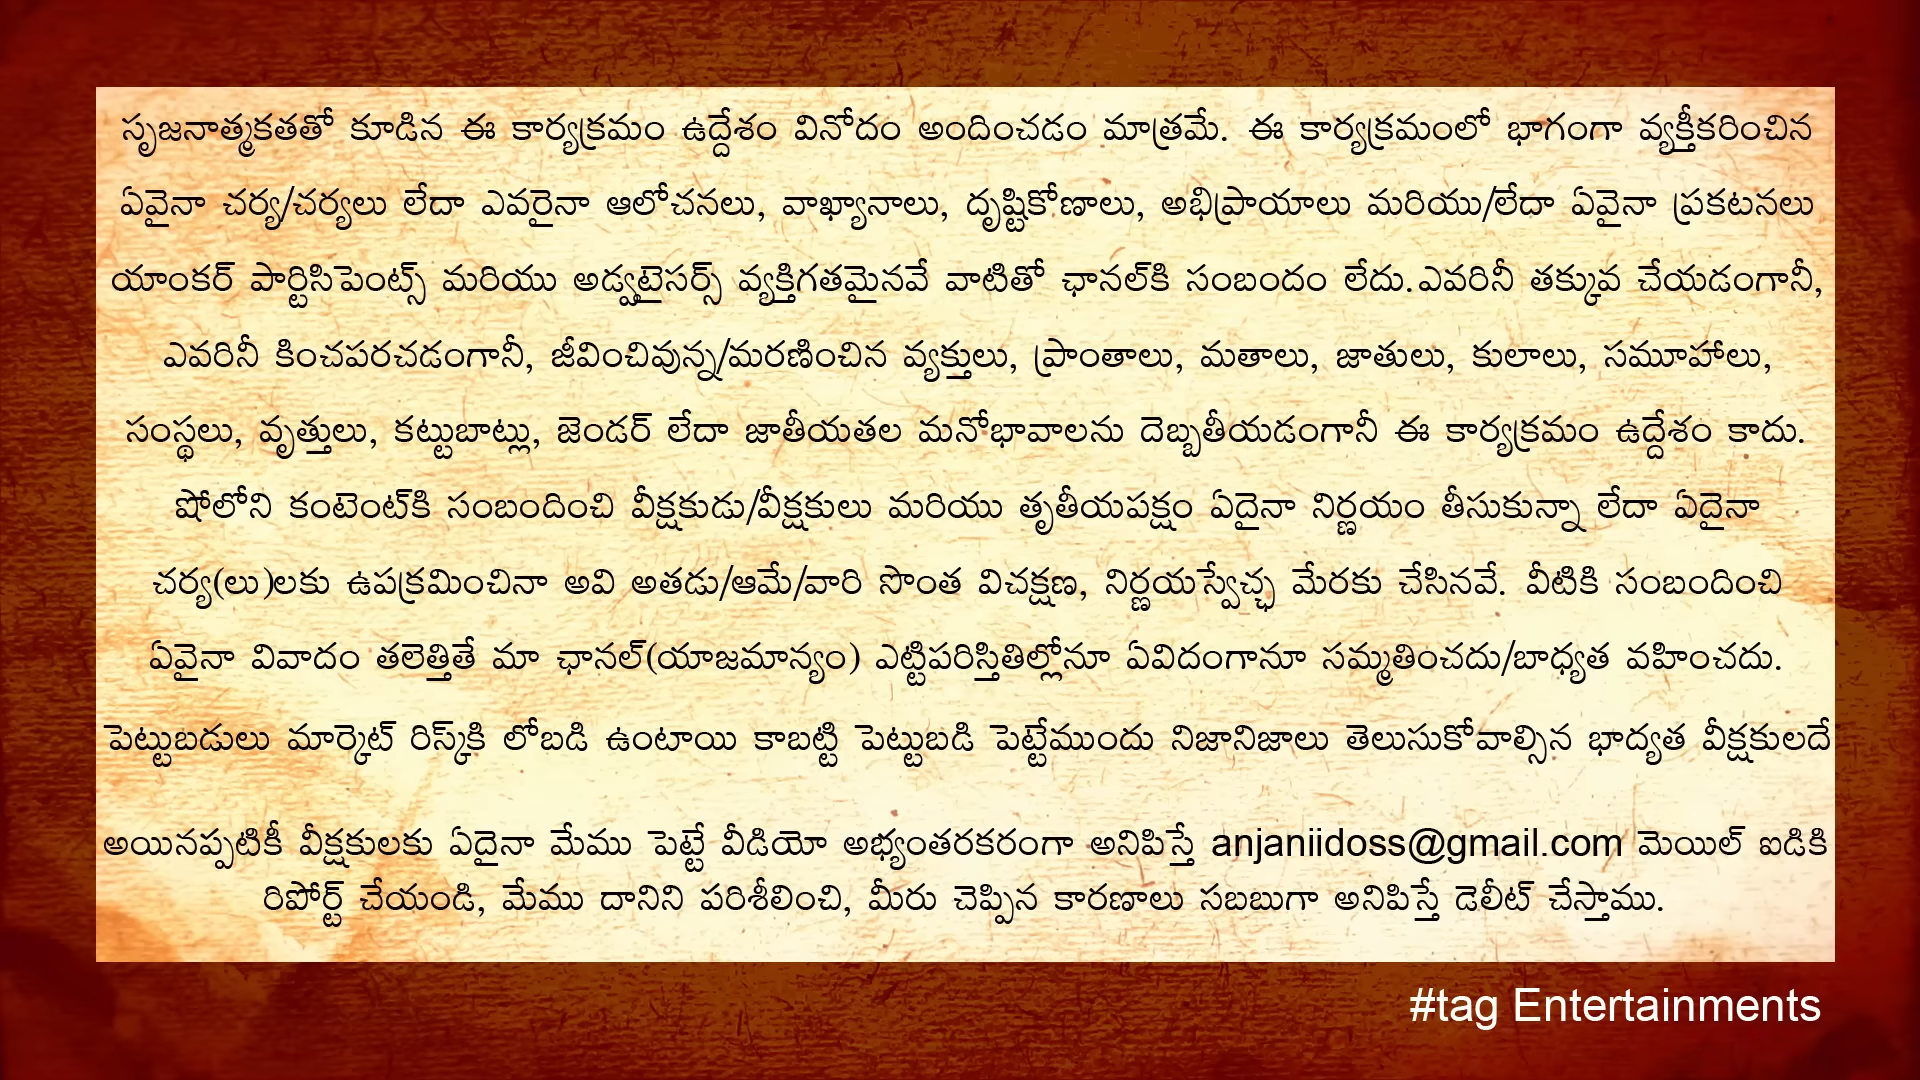 సృజనాత్మకతతో కూడిన ఈ కార్యక్రమం ఉద్దేశం వినోదం అందించడం మాత్రమే. ఈ కార్యక్రమంలో భాగంగా వ్యక్తీకరించిన
ఏవైనా చర్య/చర్యలు లేదా ఎవరైనా ఆలోచనలు, వాఖ్యానాలు, దృష్టికోణాలు, అభిప్రాయాలు మరియు/లేదా ఏవైనా ప్రకటనలు
యాంకర్ పార్టిసిపెంట్స్ మరియు అడ్వటైసర్స్ వ్యక్తిగతమైనవే వాటితో ఛానల్‌కి సంబందం లేదు.ఎవరినీ తక్కువ చేయడంగానీ,
ఎవరినీ కించపరచడంగానీ, జీవించివున్న/మరణించిన వ్యక్తులు, ప్రాంతాలు, మతాలు, జాతులు, కులాలు, సమూహాలు,
సంస్థలు, వృత్తులు, కట్టుబాట్లు, జెండర్ లేదా జాతీయతల మనోభావాలను దెబ్బతీయడంగానీ ఈ కార్యక్రమం ఉద్దేశం కాదు.
షోలోని కంటెంట్‌కి సంబందించి వీక్షకుడు/వీక్షకులు మరియు తృతీయపక్షం ఏదైనా నిర్ణయం తీసుకున్నా లేదా ఏదైనా
చర్య(లు)లకు ఉపక్రమించినా అవి అతడు/ఆమే/వారి సొంత విచక్షణ, నిర్ణయస్వేచ్ఛ మేరకు చేసినవే. వీటికి సంబందించి
ఏవైనా వివాదం తలెత్తితే మా ఛానల్(యాజమాన్యం) ఎట్టిపరిస్తితిల్లోనూ ఏవిదంగానూ సమ్మతించదు/బాధ్యత వహించదు.
పెట్టుబడులు మార్కెట్ రిస్క్‌కి లోబడి ఉంటాయి కాబట్టి పెట్టుబడి పెట్టేముందు నిజానిజాలు తెలుసుకోవాల్సిన భాద్యత వీక్షకులదే
అయినప్పటికీ వీక్షకులకు ఏదైనా మేము పెట్టే వీడియో అభ్యంతరకరంగా అనిపిస్తే anjaniidoss@gmail.com మెయిల్ ఐడికి
రిపోర్ట్ చేయండి, మేము దానిని పరిశీలించి, మీరు చెప్పిన కారణాలు సబబుగా అనిపిస్తే డెలీట్ చేస్తాము.
#tag Entertainments